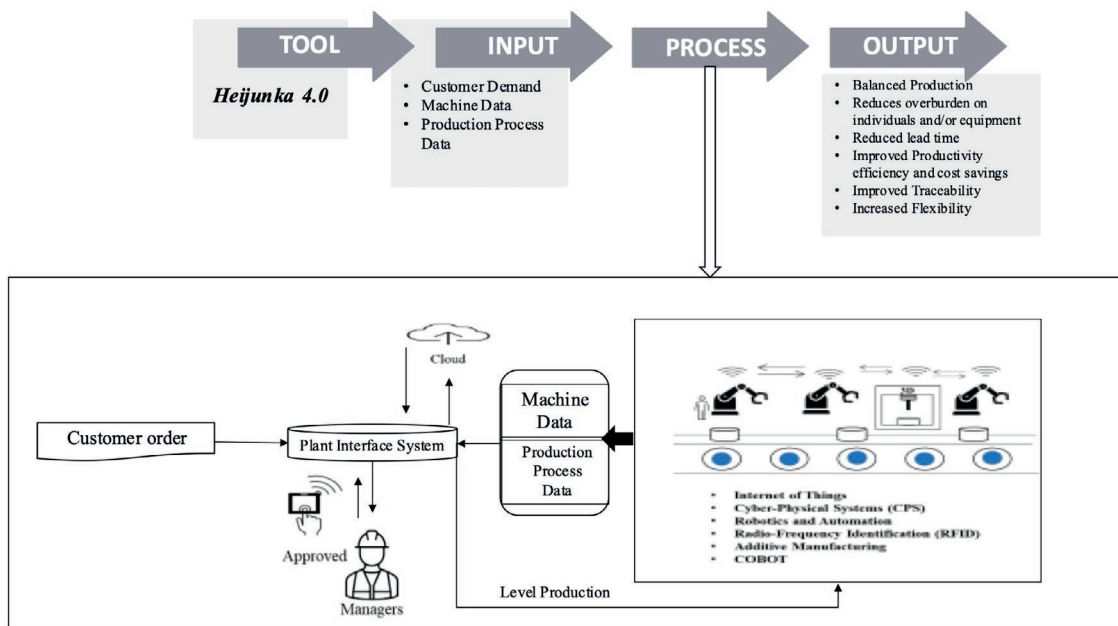 TOOL
INPUT
PROCESS
OUTPUT
Heijunka 4.0
• Customer Demand
• Machine Data
• Production Process
Data
• Balanced Production
• Reduces overburden on
individuals and/or equipment
• Reduced lead time
• Improved Productivity
efficiency and cost savings
• Improved Traceability
• Increased Flexibility
Cloud
Customer order
Plant Interface System
Machine
Data
Production
Process
Data
Approved
Managers
Level Production
• Internet of Things
• Cyber-Physical Systems (CPS)
• Robotics and Automation
• Radio-Frequency Identification (RFID)
• Additive Manufacturing
• COBOT